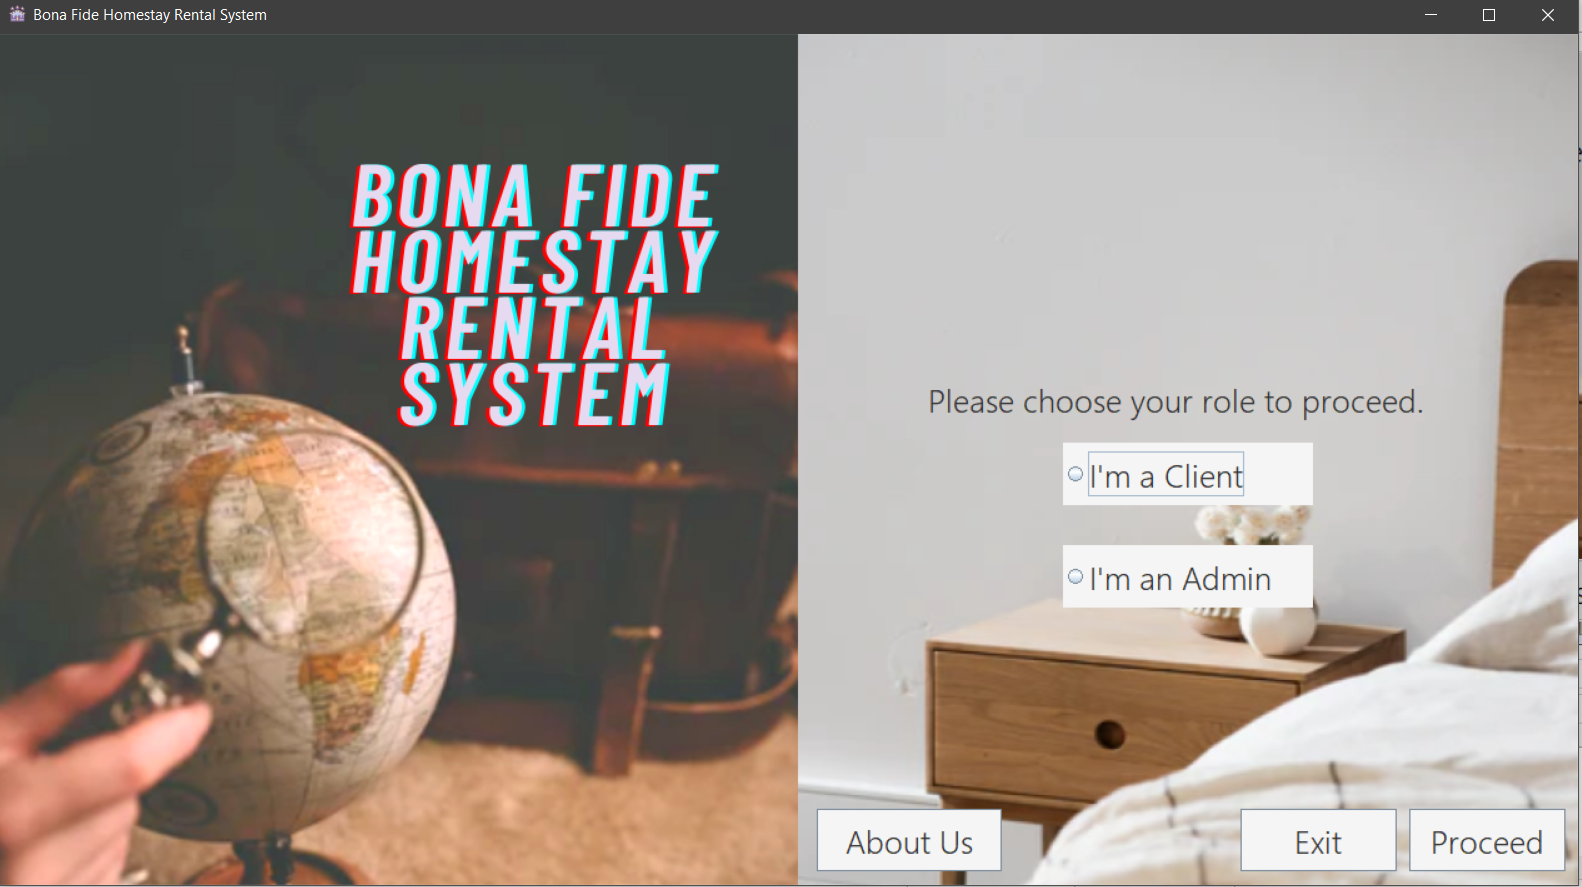 Bona Fide Homestay Rental System
BONA FIDE
HOMESTAY
RENTAL
SYSTEM
Please choose your role to proceed.
I'm a Client
I'm an Admin
About Us
Exit
Proceed